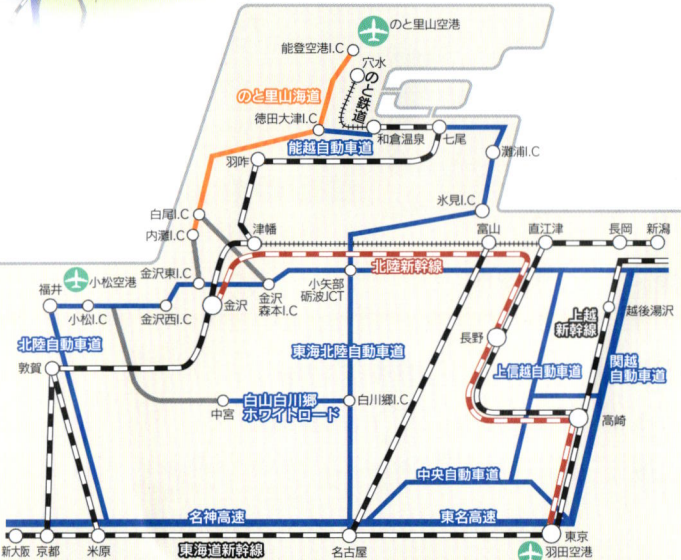 のと里山空港
能登空港I.C
穴水
のと里山海道
のと鉄道
徳田大津I.C
和倉温泉
七尾
能越自動車道
羽咋
灘浦I.C
氷見I.C
白尾I.C
内灘I.C
津幡
富山
直江津
長岡
新潟
北陸新幹線
金沢東I.C
小松空港
福井
小松I.C
金沢西I.C
金沢
金沢
森本I.C
小矢部
砺波JCT
越後湯沢
上越
新幹線
北陸自動車道
長野
東海北陸自動車道
関越
自動車道
敦賀
上信越自動車道
中宮
白山白川郷
ホワイトロード
白川郷I.C
高崎
中央自動車道
名神高速
東名高速
新大阪
京都
米原
東海道新幹線
名古屋
東京
羽田空港